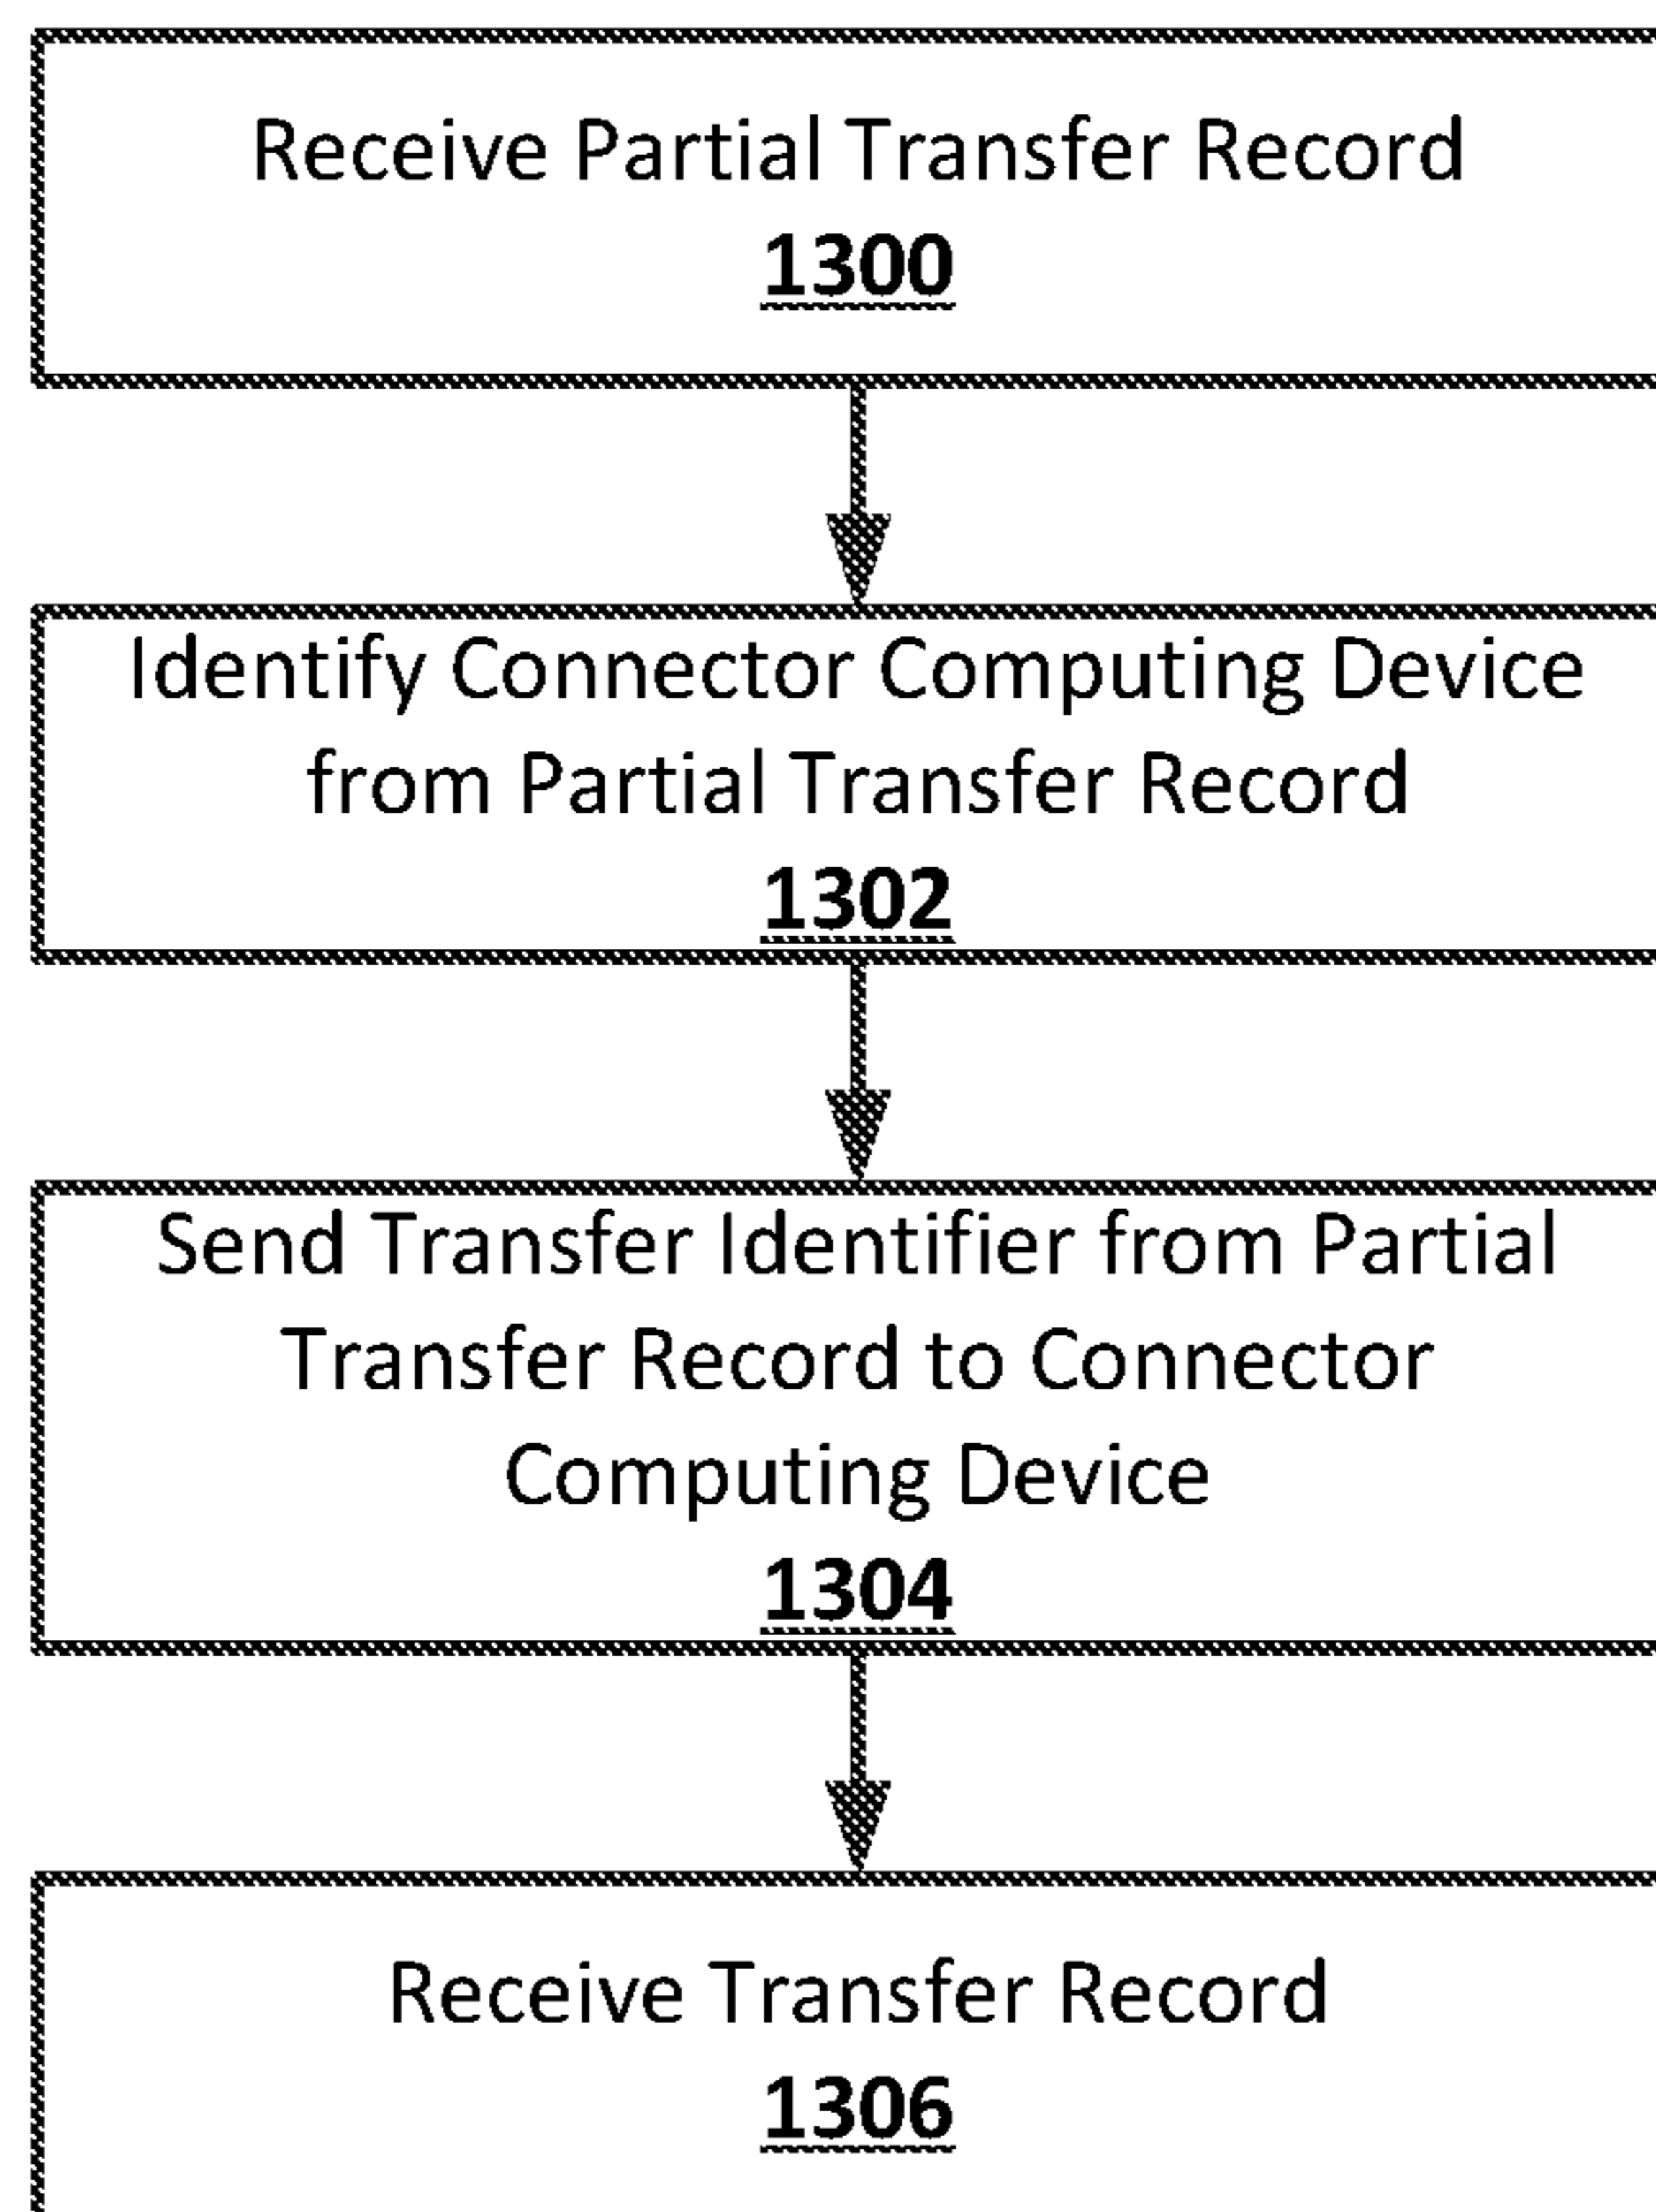 Receive Partial Transfer Record
1300
Identify Connector Computing Device
from Partial Transfer Record
1302
Send Transfer Identifier from Partial
Transfer Record to Connector
Computing Device
1304
Receive Transfer Record
1306